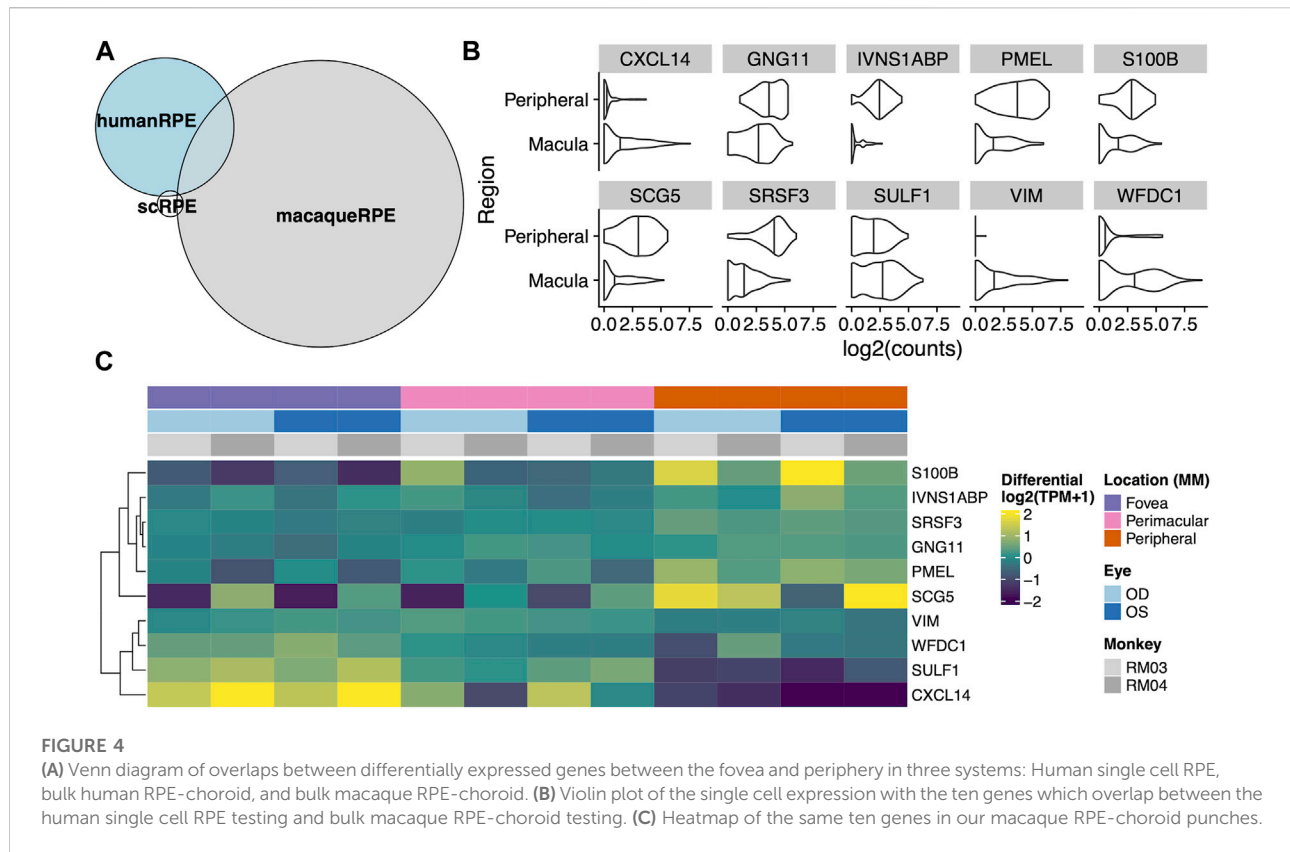 A
humanRPE
scRPE
macaqueRPE
B
CXCL14 GNG11 IVNS1ABP PMEL S100B
Peripheral
Macula
SCG5 SRSF3 SULF1 VIM WFDC1
Peripheral
Macula
Region
0.02.55.07.5 0.02.55.07.5 0.02.55.07.5 0.02.55.07.5 0.02.55.07.5
log2(counts)
C
S100B
IVNS1ABP
SRSF3
GNG11
PMEL
SCG5
VIM
WFDC1
SULF1
CXCL14
Differential
log2(TPM+1)
2
1
0
−1
−2
Location (MM)
Fovea
Perimacular
Peripheral
Eye
OD
OS
Monkey
RM03
RM04
FIGURE 4
(A) Venn diagram of overlaps between differentially expressed genes between the fovea and periphery in three systems: Human single cell RPE,
bulk human RPE-choroid, and bulk macaque RPE-choroid. (B) Violin plot of the single cell expression with the ten genes which overlap between the
human single cell RPE testing and bulk macaque RPE-choroid testing. (C) Heatmap of the same ten genes in our macaque RPE-choroid punches.